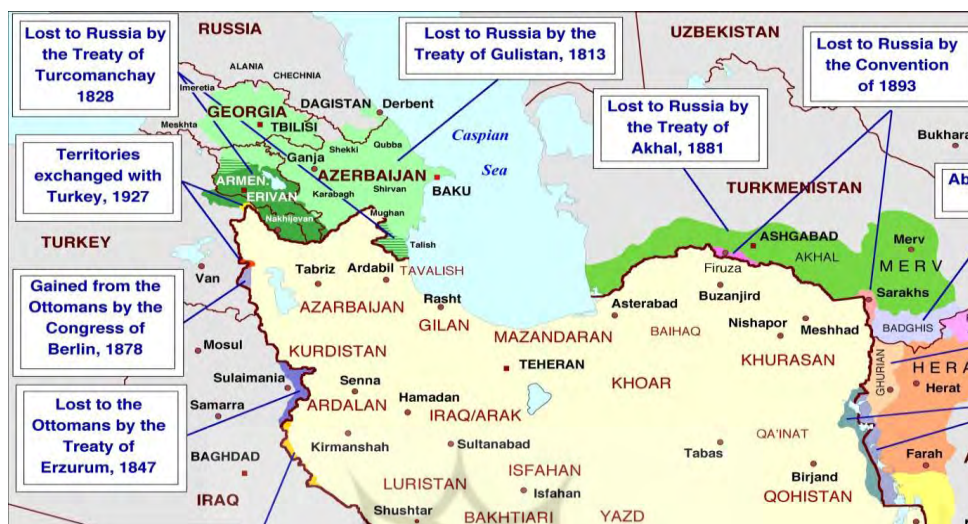 Lost to Russia by
the Treaty of
Turcomanchay
1828
RUSSIA
Lost to Russia by the
Treaty of Gulistan, 1813
UZBEKISTAN
Lost to Russia by
the Convention
of 1893
ALANIA
CHECHNIA
Imeretia
GEORGIA
DAGISTAN
Derbent
TBILISI
Meskhta
Shekki
Qubba
Caspian
Sea
Lost to Russia by
the Treaty of
Akhal, 1881
Bukhara
Territories
exchanged with
Turkey, 1927
Ganja
AZERBAIJAN
ARMEN.
ERIVAN
Karabagh
Shirvan
BAKU
Ab
TURKMENISTAN
Nakhijevan
Mughan
TURKEY
Talish
ASHGABAD
AKHAL
Merv
MERV
Van
Tabriz
Ardabil
TAVALISH
Firuza
Sarakhs
Gained from the
Ottomans by the
Congress of
Berlin, 1878
AZARBAIJAN
Rasht
GILAN
Asterabad
Buzanjird
BADGHIS
MAZANDARAN
BAIHAQ
Nishapor
Meshhad
Mosul
KURDISTAN
TEHERAN
KHOAR
KHURASAN
GHURIAN
HERA
Herat
Sulaimania
Senna
Lost to the
Ottomans by the
Treaty of
Erzurum, 1847
Samarra
ARDALAN
Hamadan
IRAQ/ARAK
Kirmanshah
Sultanabad
QA'INAT
Tabas
BAGHDAD
ISFAHAN
Birjand
Farah
A
IRAQ
LURISTAN
Isfahan
QOHISTAN
Shushtar
BAKHTIARI
YAZD